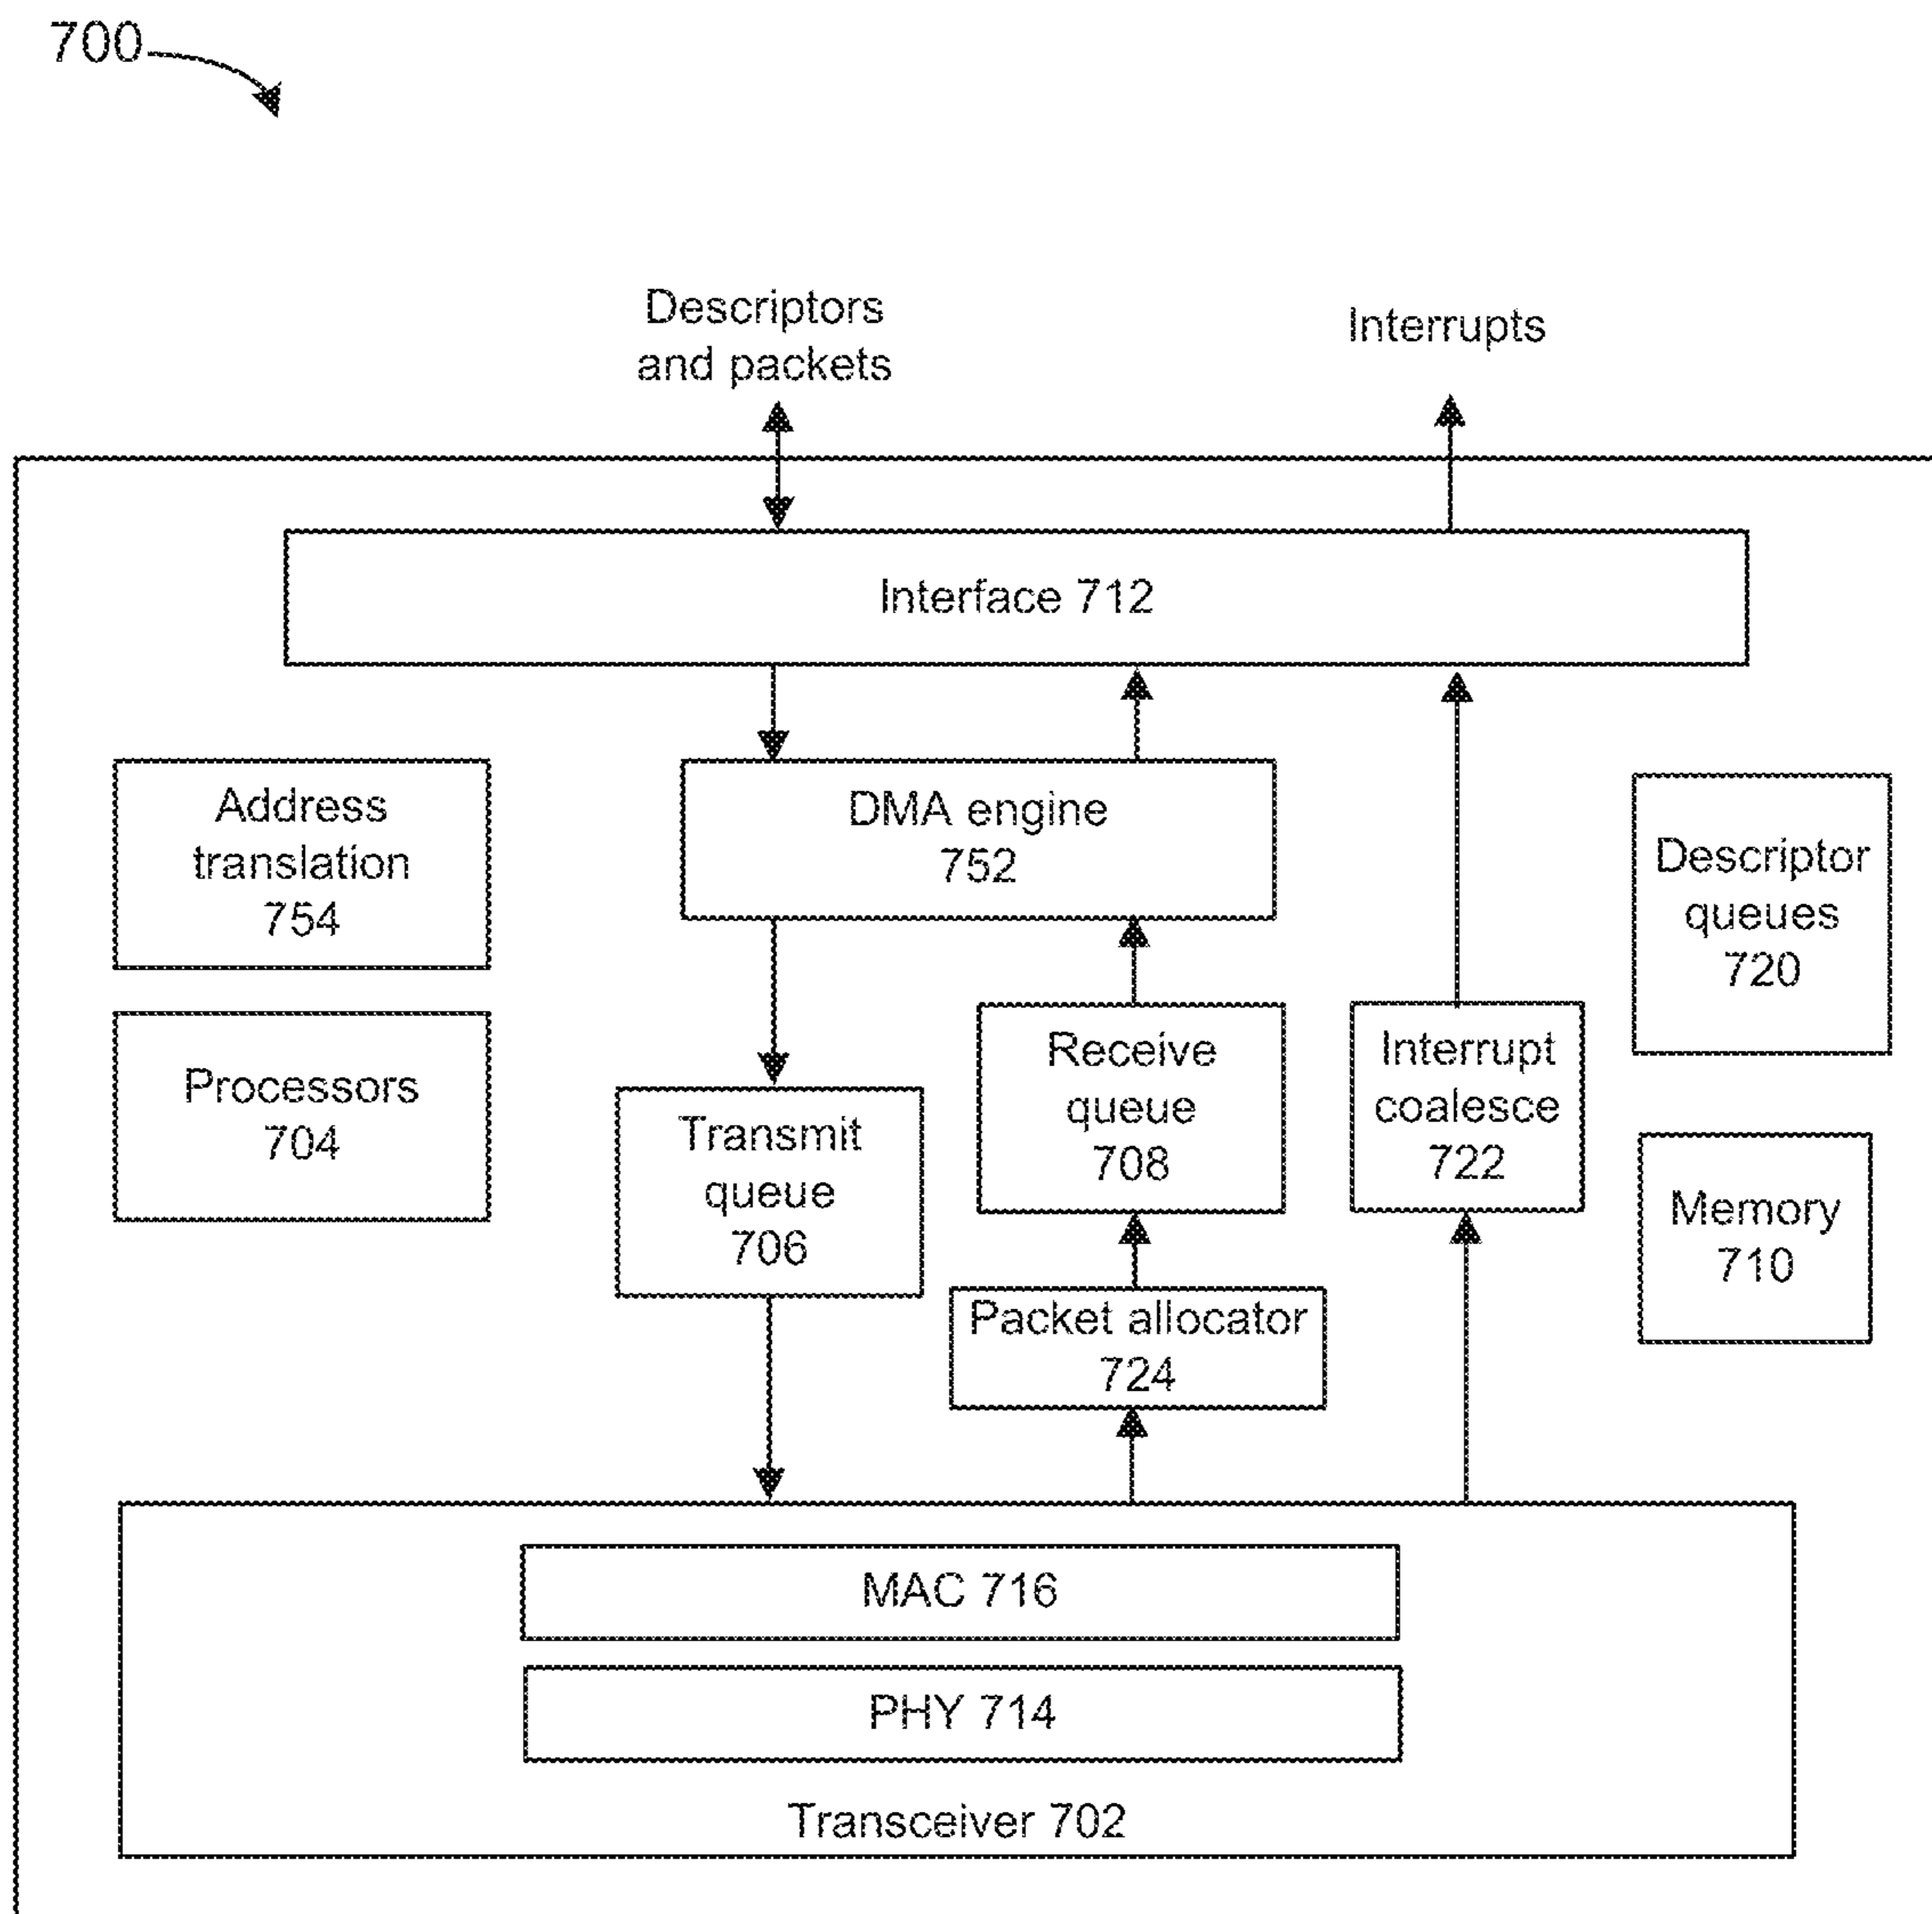 700
Descriptors
and packets
Interrupts
Interface 712
Address
translation
754
DMA engine
752
Descriptor
queues
720
Processors
704
Transmit
queue
706
Receive
queue
708
Interrupt
coalesce
722
Memory
710
Packet allocator
724
MAC 716
PHY 714
Transceiver 702